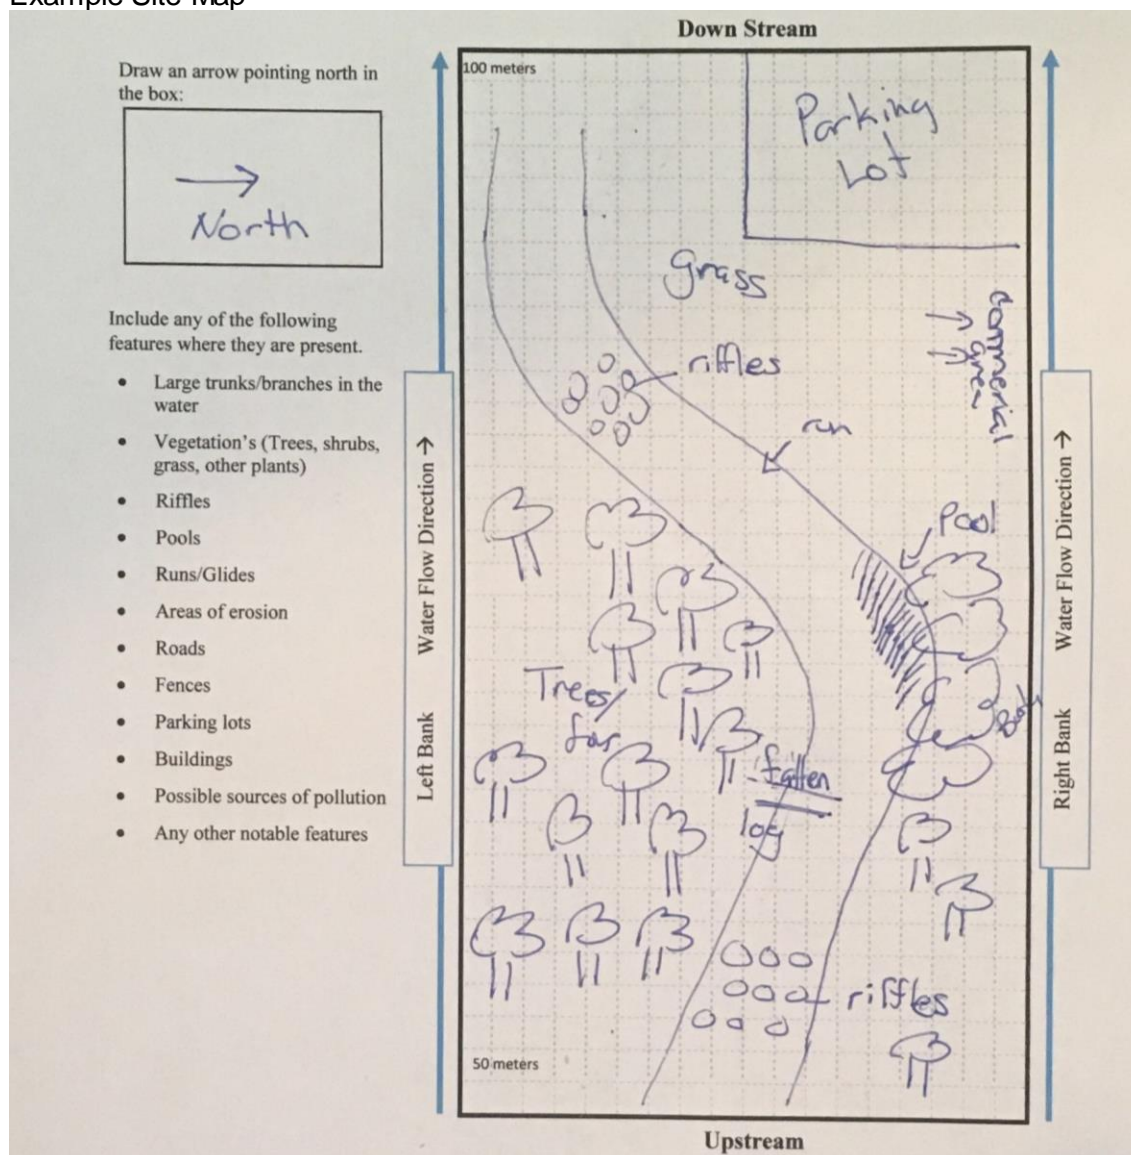 Example Site Map
Down Stream
Draw an arrow pointing north in
the box:
North
Include any of the following
features where they are present.
• Large trunks/branches in the
water
• Vegetation's (Trees, shrubs,
grass, other plants)
• Riffles
• Pools
• Runs/Glides
• Areas of erosion
• Roads
• Fences
• Parking lots
• Buildings
• Possible sources of pollution
• Any other notable features
Left Bank Water Flow Direction →
100 meters
Parking
Lot
Grass
riffles
run
Commerial
area
Pool
Trees/
fallen
log
riffles
50 meters
Right Bank Water Flow Direction →
Upstream